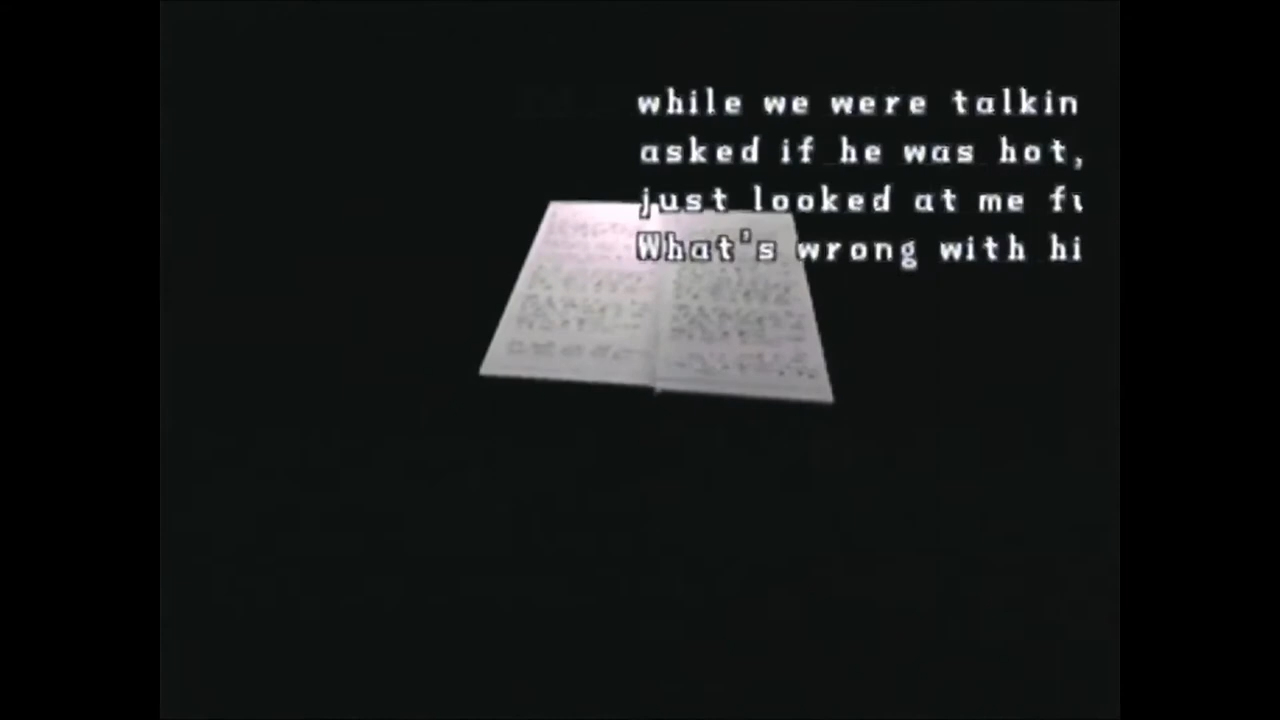 while we were talkin
asked if he was hot,
just looked at me fu
What's wrong with hi